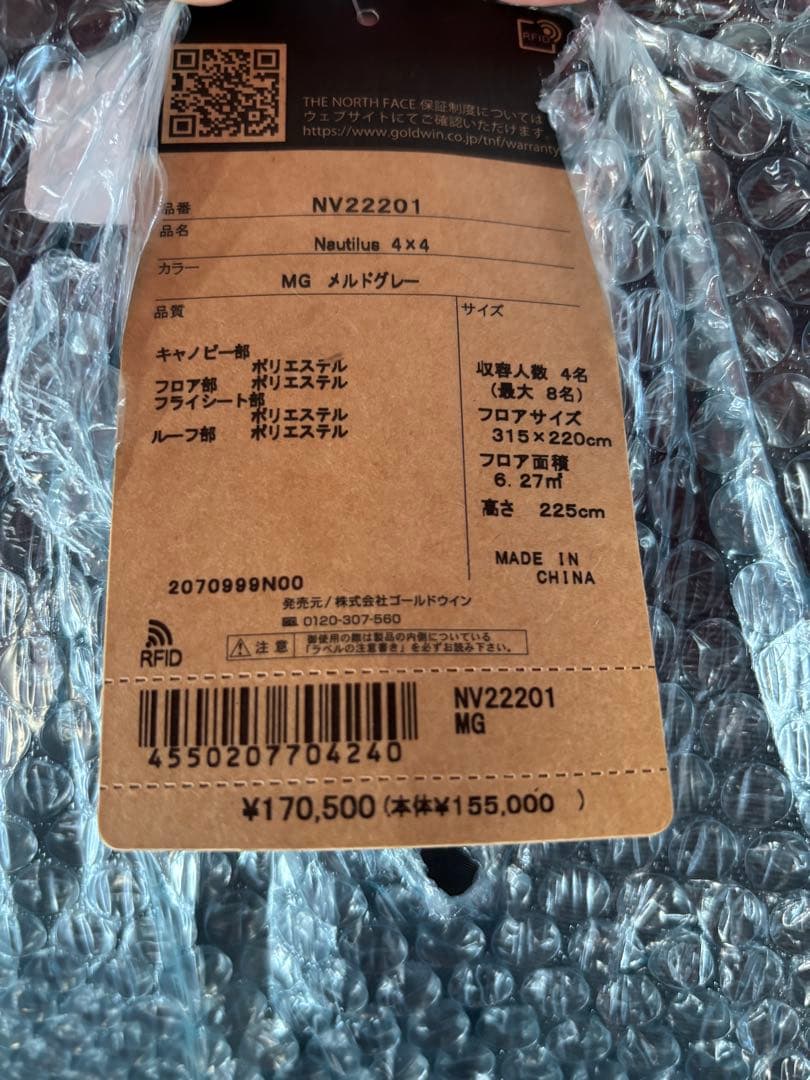 RFID
THE NORTH FACE 保証制度については
ウェブサイトにてご確認いただけます。
https://www.goldwin.co.jp/tnf/warranty
品番 NV22201
品名
Nautilus 4×4
カラー
MG メルドグレー
品質
サイズ
キャノピー部
ポリエステル
フロア部 ポリエステル
フライシート部
ポリエステル
ルーフ部 ポリエステル
収容人数 4名
(最大 8名)
フロアサイズ
315×220cm
フロア面積
6.27㎡
高さ 225cm
MADE IN
CHINA
2070999N00
発売元/株式会社ゴールドウイン
0120-307-560
RFID
注意
御使用の際は製品の内側についている
「ラベルの注意書き」を必ずお読み下さい。
NV22201
MG
4550207704240
¥170,500(本体¥155,000 )